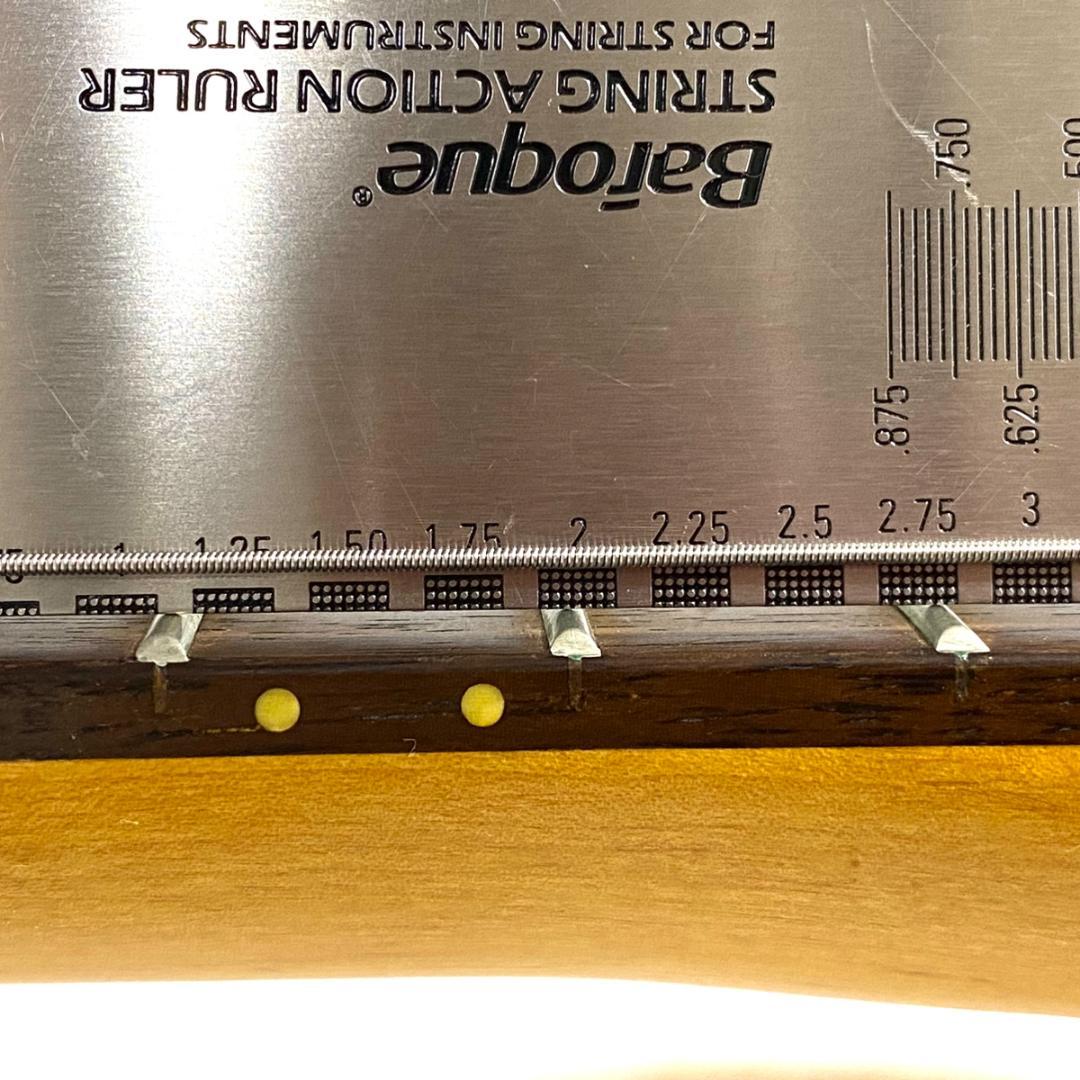 Baroque®
STRING ACTION RULER
FOR STRING INSTRUMENTS
.750
.500
.875
.625
1 1.25 1.50 1.75 2 2.25 2.5 2.75 3